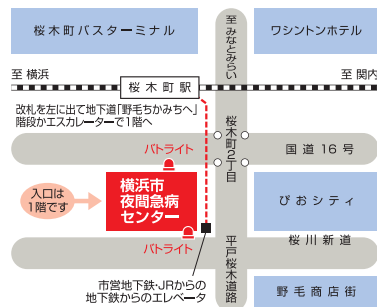 桜木町バスターミナル
至みなとみらい
ワシントンホテル
至 横浜
桜木町駅
至 関内
改札を左に出て地下道「野毛ちかみちへ」
階段かエスカレーターで1階へ
桜木町2丁目
パトライト
国道16号
入口は
1階です
横浜市
夜間急病
センター
ぴおシティ
パトライト
桜川新道
平戸桜木道路
市営地下鉄・JRからの
地下鉄からのエレベータ
野毛商店街